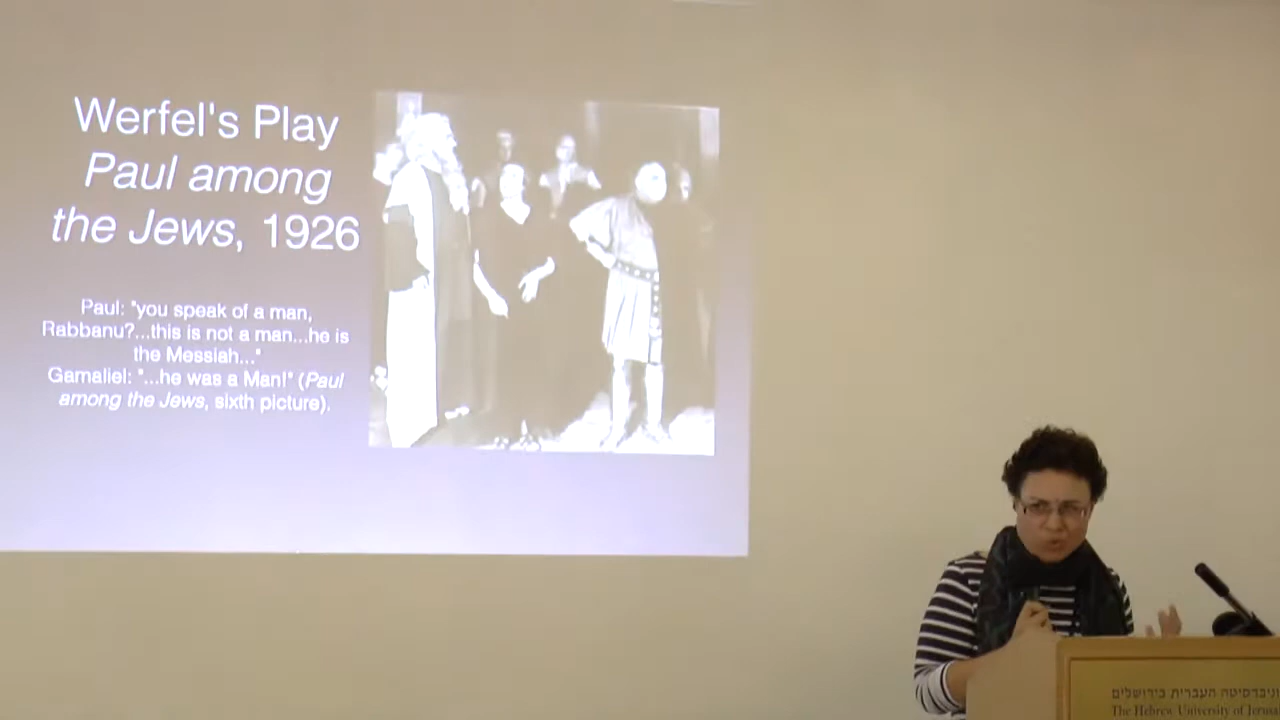 Werfel's Play
Paul among
the Jews, 1926
Paul: "you speak of a man,
Rabbanu?...this is not a man...he is
the Messiah..."
Gamaliel: "...he was a Man!" (Paul
among the Jews, sixth picture).
האוניברסיטה העברית בירושלים
The Hebrew University of Jerusa